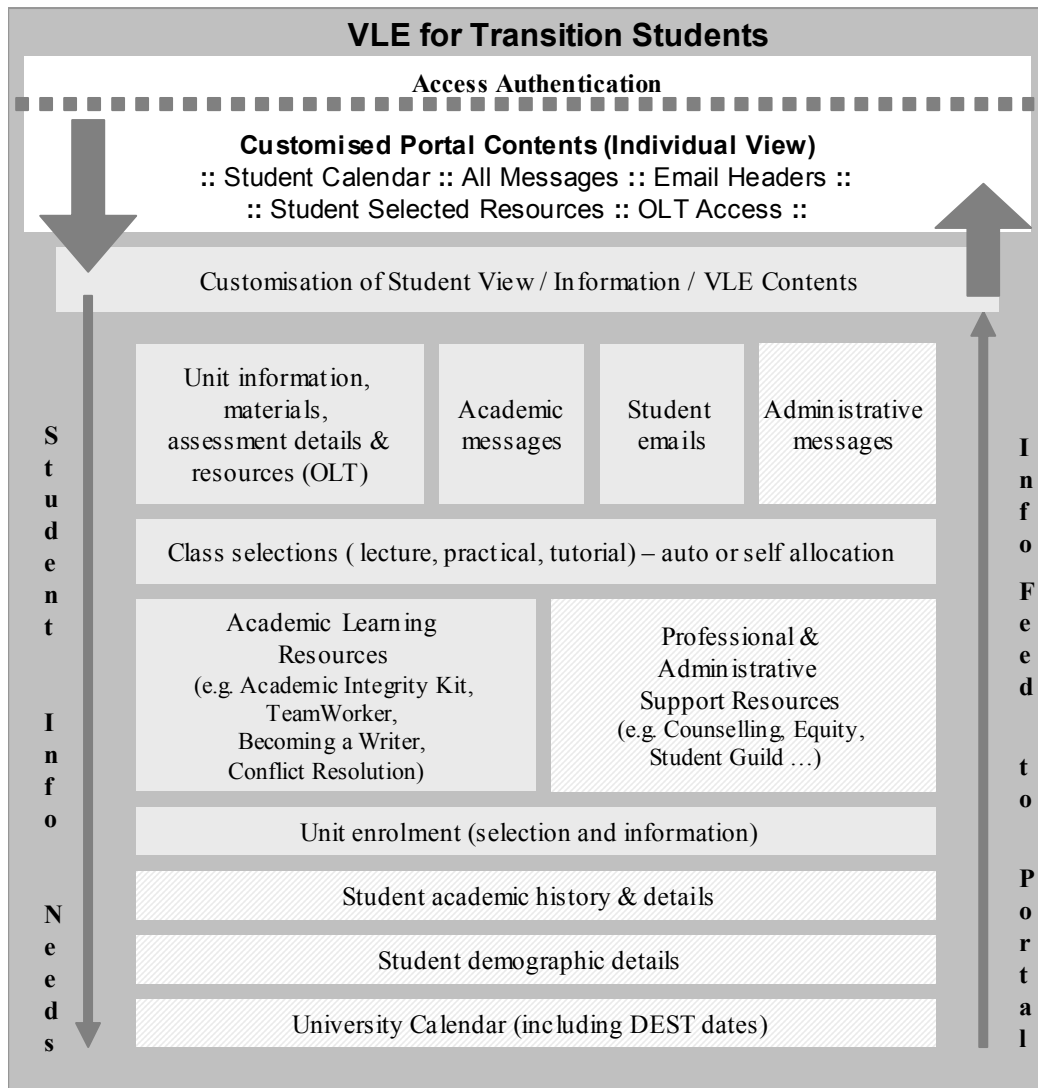 VLE for Transition Students
Access Authentication
Customised Portal Contents (Individual View)
:: Student Calendar :: All Messages :: Email Headers ::
:: Student Selected Resources :: OLT Access ::
Customisation of Student View / Information / VLE Contents
Unit information,
materials,
assessment details &
resources (OLT)
Academic
messages
Student
emails
Administrative
messages
Class selections ( lecture, practical, tutorial) – auto or self allocation
Academic Learning
Resources
(e.g. Academic Integrity Kit,
TeamWorker,
Becoming a Writer,
Conflict Resolution)
Professional &
Administrative
Support Resources
(e.g. Counselling, Equity,
Student Guild …)
Unit enrolment (selection and information)
Student academic history & details
Student demographic details
University Calendar (including DEST dates)
Student Info Needs
Info Feed to Portal